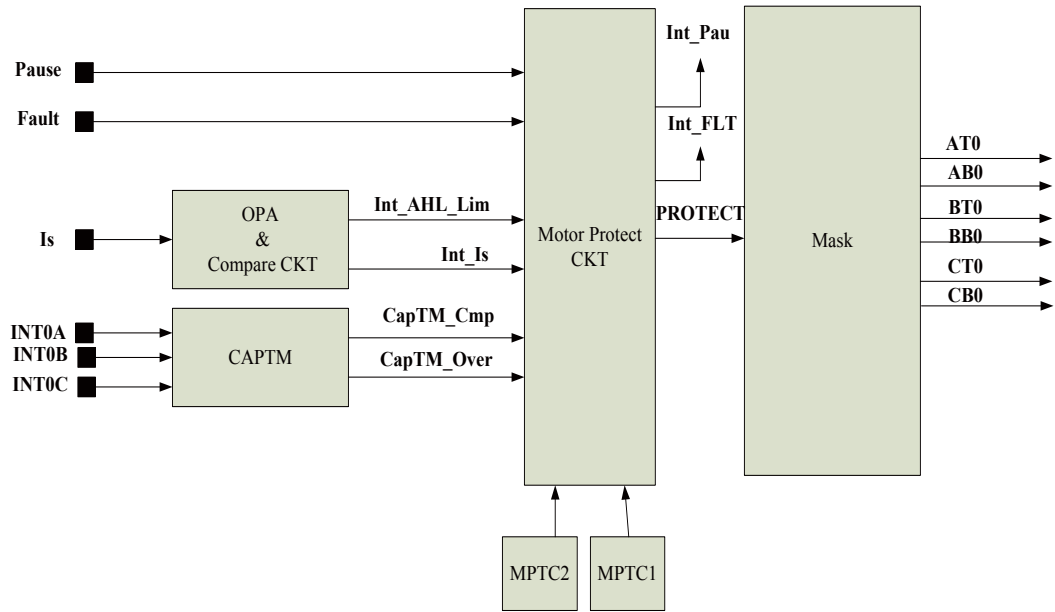 Int_Pau
Pause
Fault
Int_FLT
AT0
AB0
OPA
&
Compare CKT
Int_AHL_Lim
PROTECT
BT0
Is
Int_Is
Motor Protect
CKT
Mask
BB0
CT0
CB0
INT0A
INT0B
INT0C
CAPTM
CapTM_Cmp
CapTM_Over
MPTC2
MPTC1